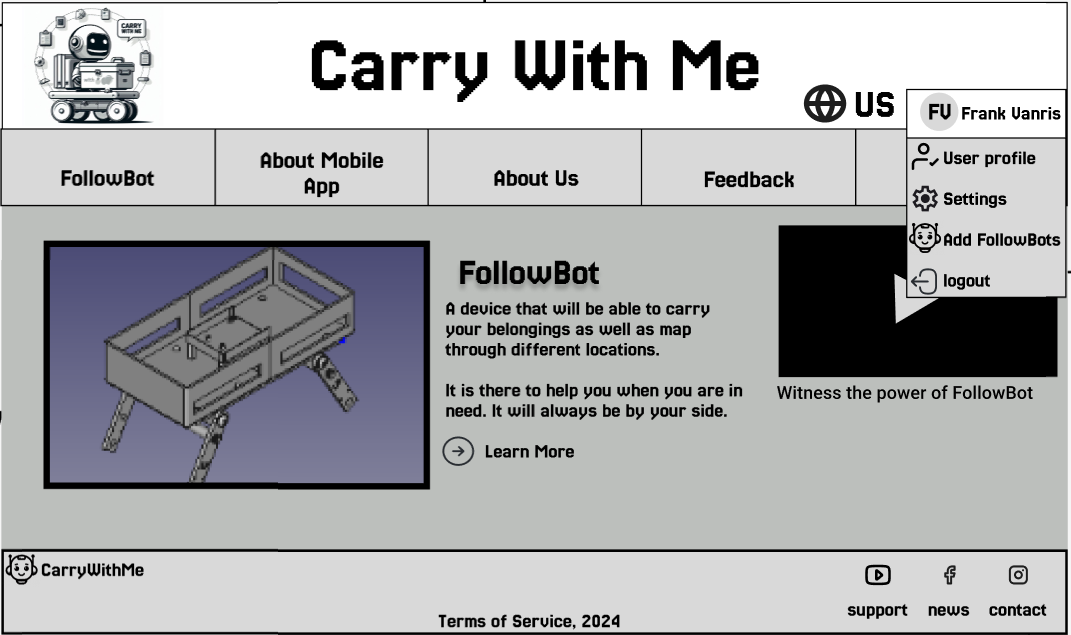 CARRY
WITH ME
Carry With Me
US
FV Frank Vanris
User profile
Settings
Add FollowBots
logout
FollowBot
About Mobile
App
About Us
Feedback
FollowBot
A device that will be able to carry
your belongings as well as map
through different locations.
It is there to help you when you are in
need. It will always be by your side.
Learn More
Witness the power of FollowBot
CarryWithMe
Terms of Service, 2024
support
news
contact